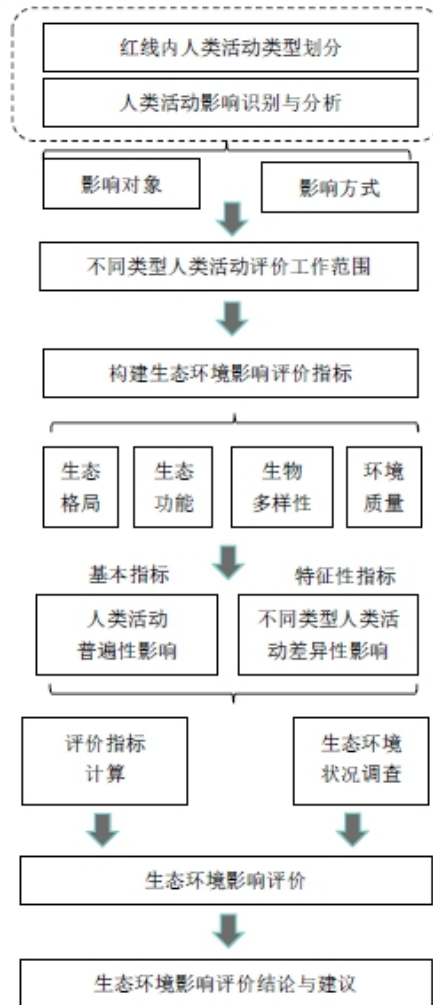 红线内人类活动类型划分
人类活动影响识别与分析
影响对象
影响方式
不同类型人类活动评价工作范围
构建生态环境影响评价指标
生态
格局
生态
功能
生物
多样性
环境
质量
基本指标
特征性指标
人类活动
普遍性影响
不同类型人类活
动差异性影响
评价指标
计算
生态环境
状况调查
生态环境影响评价
生态环境影响评价结论与建议